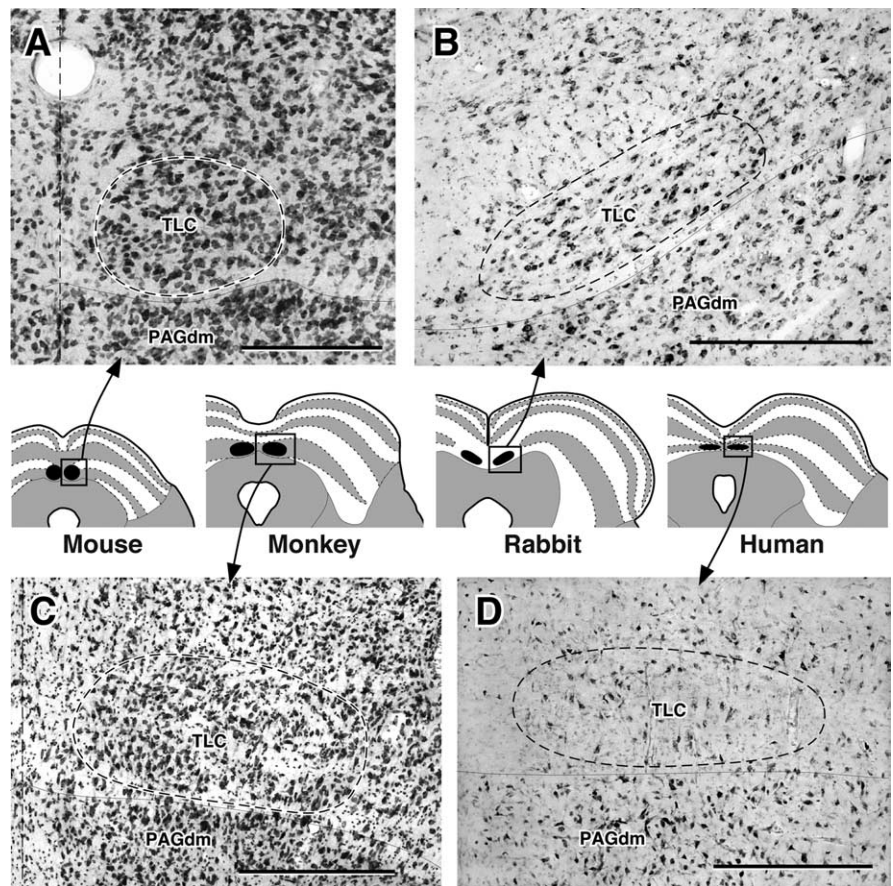 A
B
TLC
TLC
PAGdm
PAGdm
Mouse
Monkey
Rabbit
Human
C
D
TLC
TLC
PAGdm
PAGdm